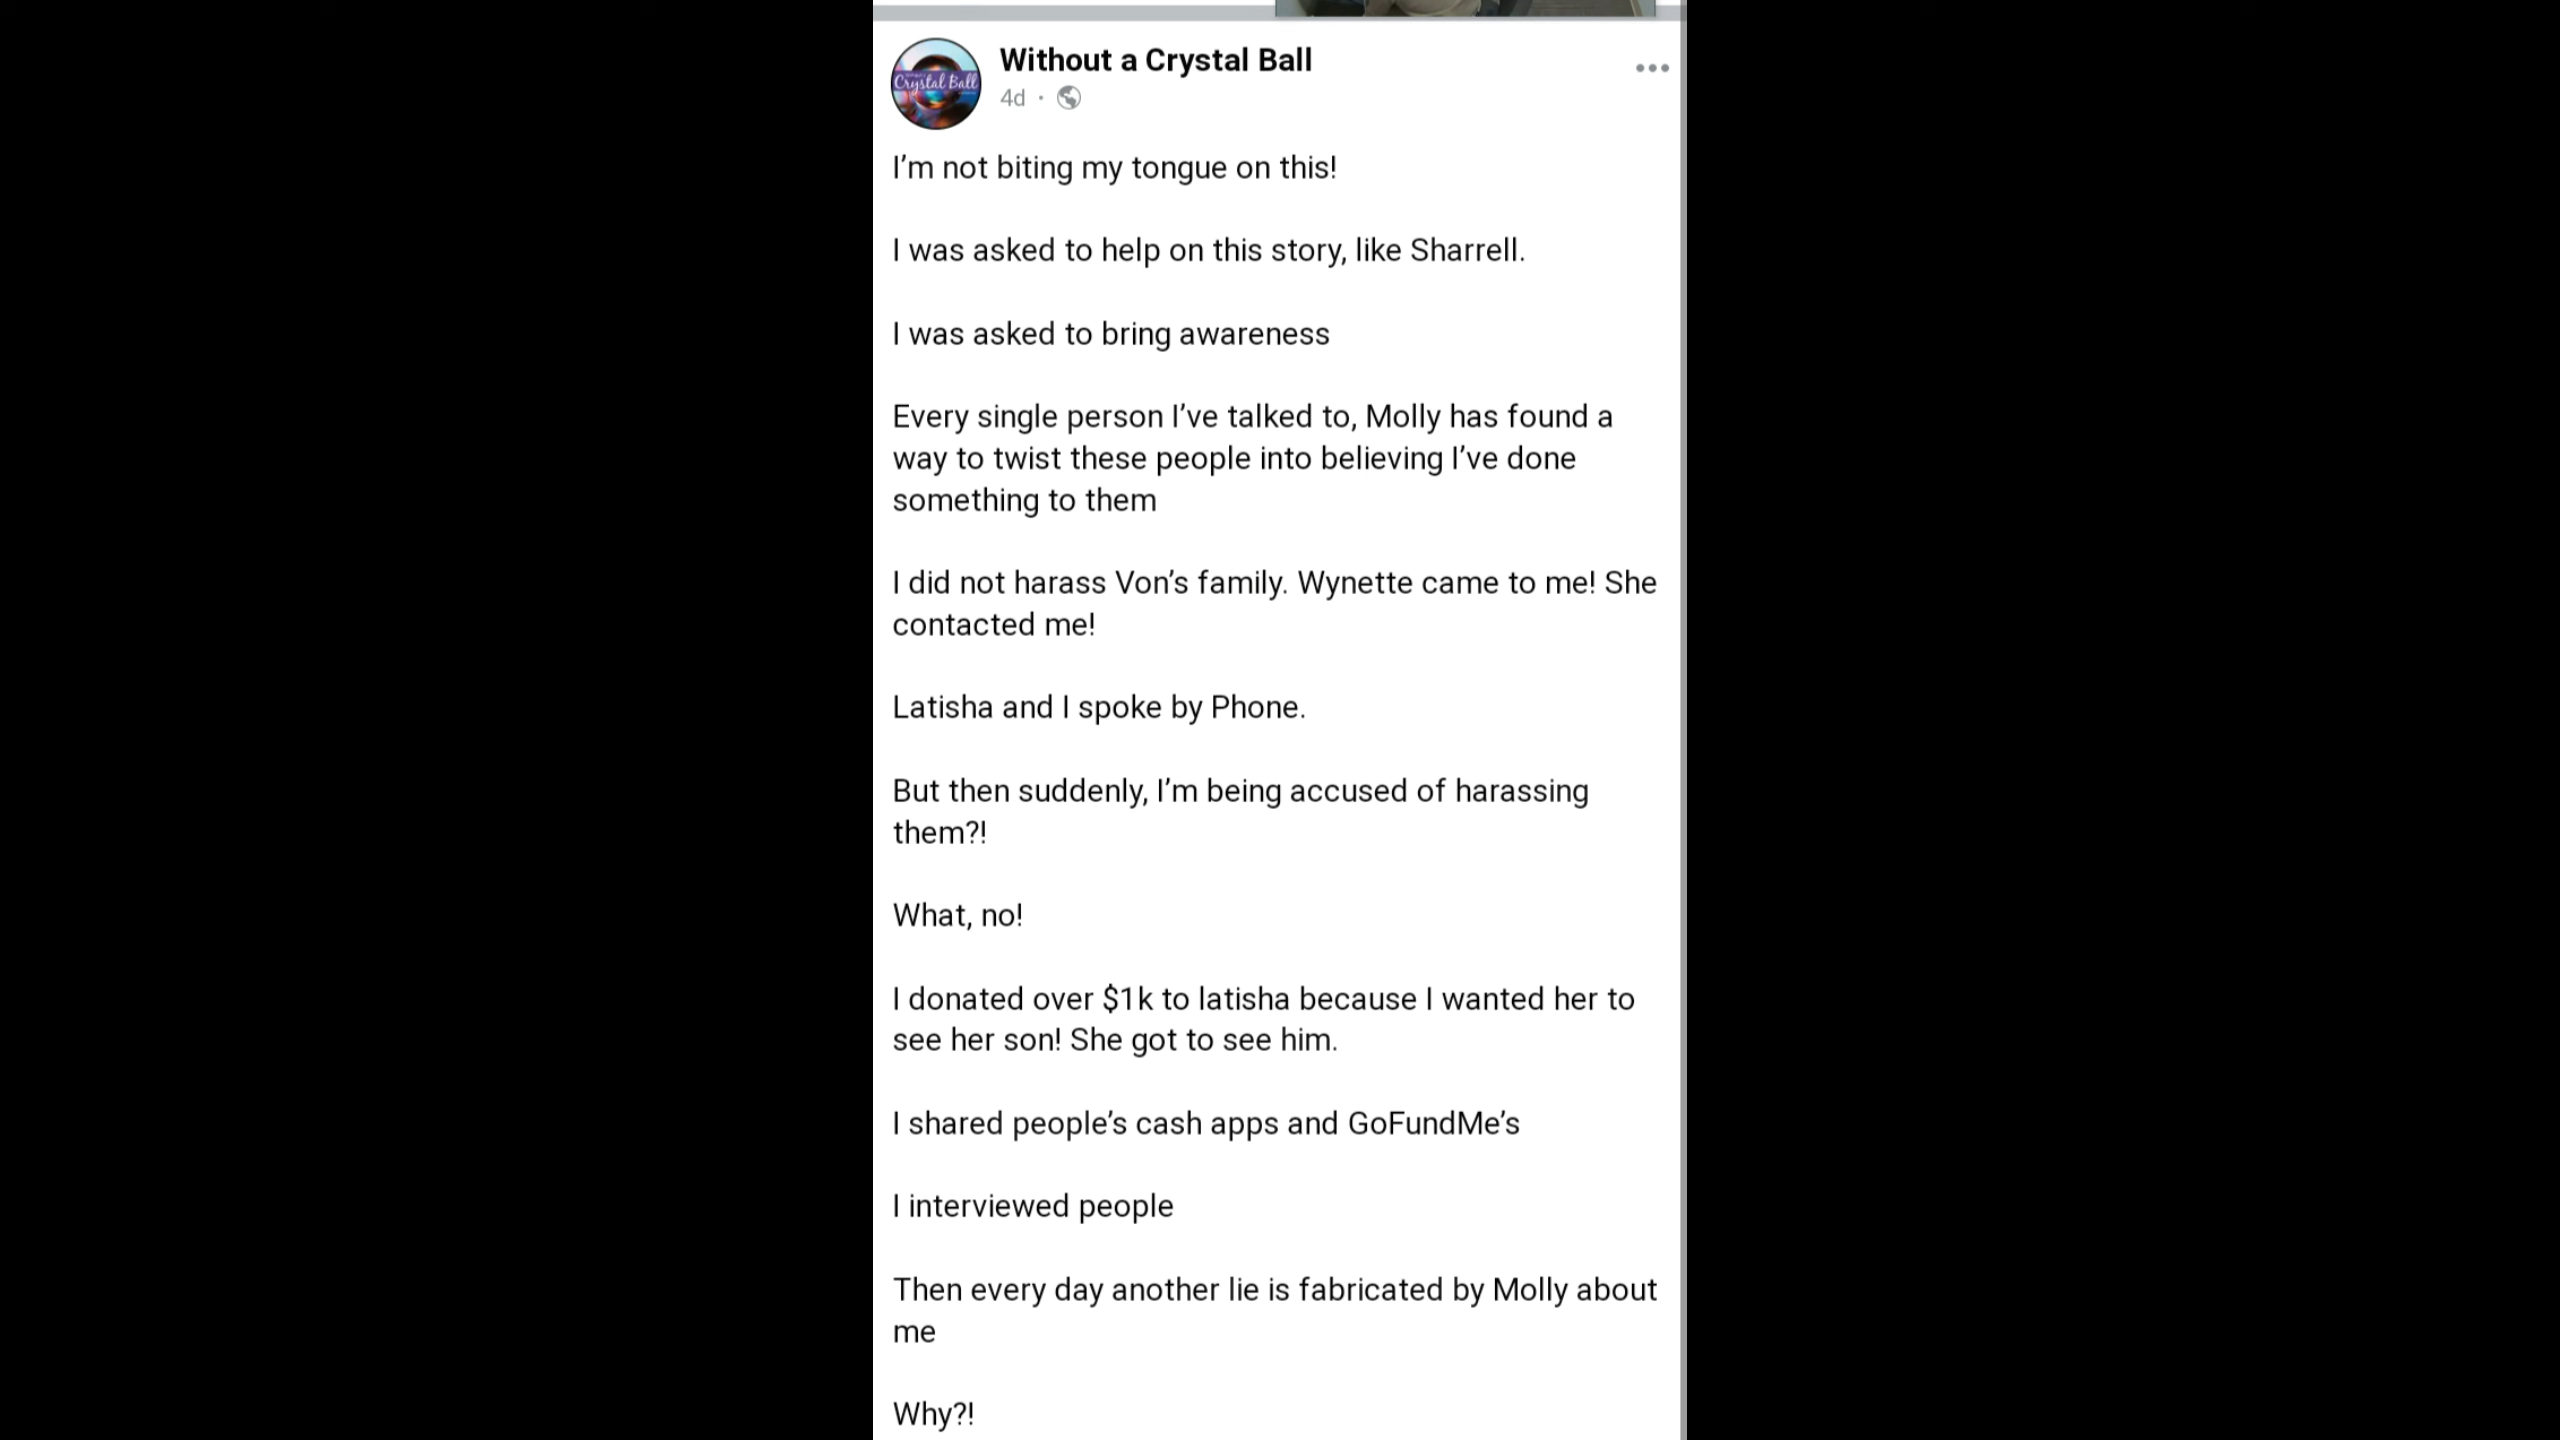 Without a Crystal Ball
4d ·
Crystal Ball
I’m not biting my tongue on this!
I was asked to help on this story, like Sharrell.
I was asked to bring awareness
Every single person I’ve talked to, Molly has found a
way to twist these people into believing I’ve done
something to them
I did not harass Von’s family. Wynette came to me! She
contacted me!
Latisha and I spoke by Phone.
But then suddenly, I’m being accused of harassing
them?!
What, no!
I donated over $1k to latisha because I wanted her to
see her son! She got to see him.
I shared people’s cash apps and GoFundMe’s
I interviewed people
Then every day another lie is fabricated by Molly about
me
Why?!